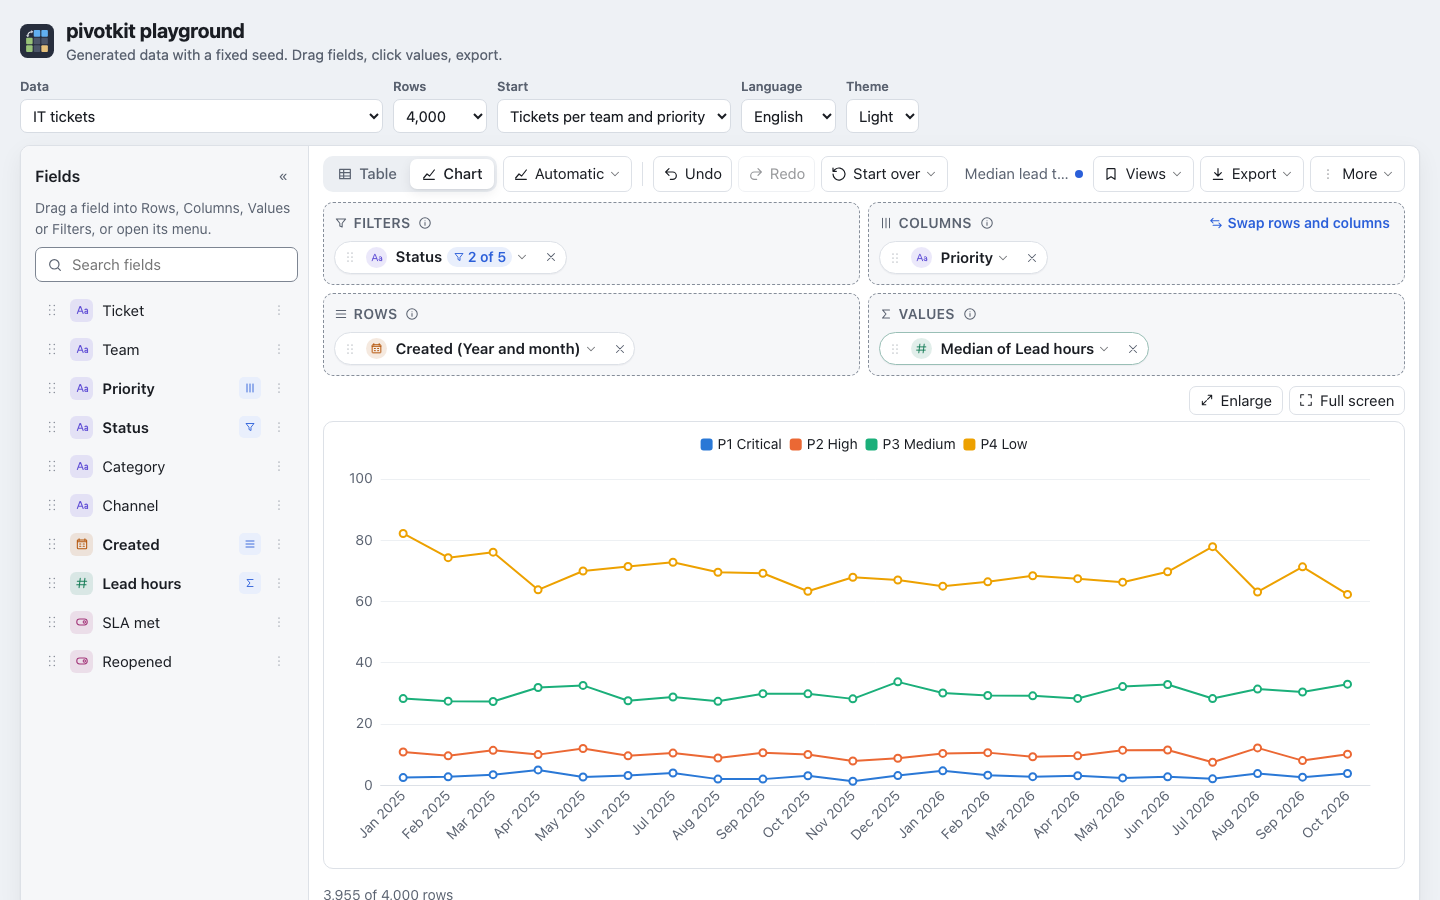 pivotkit playground
Generated data with a fixed seed. Drag fields, click values, export.
Data
Rows
Start
Language
Theme
IT tickets
4,000
Tickets per team and priority
English
Light
Fields
«
Drag a field into Rows, Columns, Values
or Filters, or open its menu.
Search fields
Aa Ticket
Aa Team
Aa Priority
Aa Status
Aa Category
Aa Channel
Created
# Lead hours Σ
SLA met
Reopened
Table
Chart
Automatic
Undo
Redo
Start over
Median lead t...
Views
Export
More
FILTERS
Aa Status 2 of 5
COLUMNS
Swap rows and columns
Aa Priority
ROWS
Created (Year and month)
Σ VALUES
# Median of Lead hours
Enlarge
Full screen
P1 Critical P2 High P3 Medium P4 Low
100
80
60
40
20
0
Jan 2025
Feb 2025
Mar 2025
Apr 2025
May 2025
Jun 2025
Jul 2025
Aug 2025
Sep 2025
Oct 2025
Nov 2025
Dec 2025
Jan 2026
Feb 2026
Mar 2026
Apr 2026
May 2026
Jun 2026
Jul 2026
Aug 2026
Sep 2026
Oct 2026
3,955 of 4,000 rows